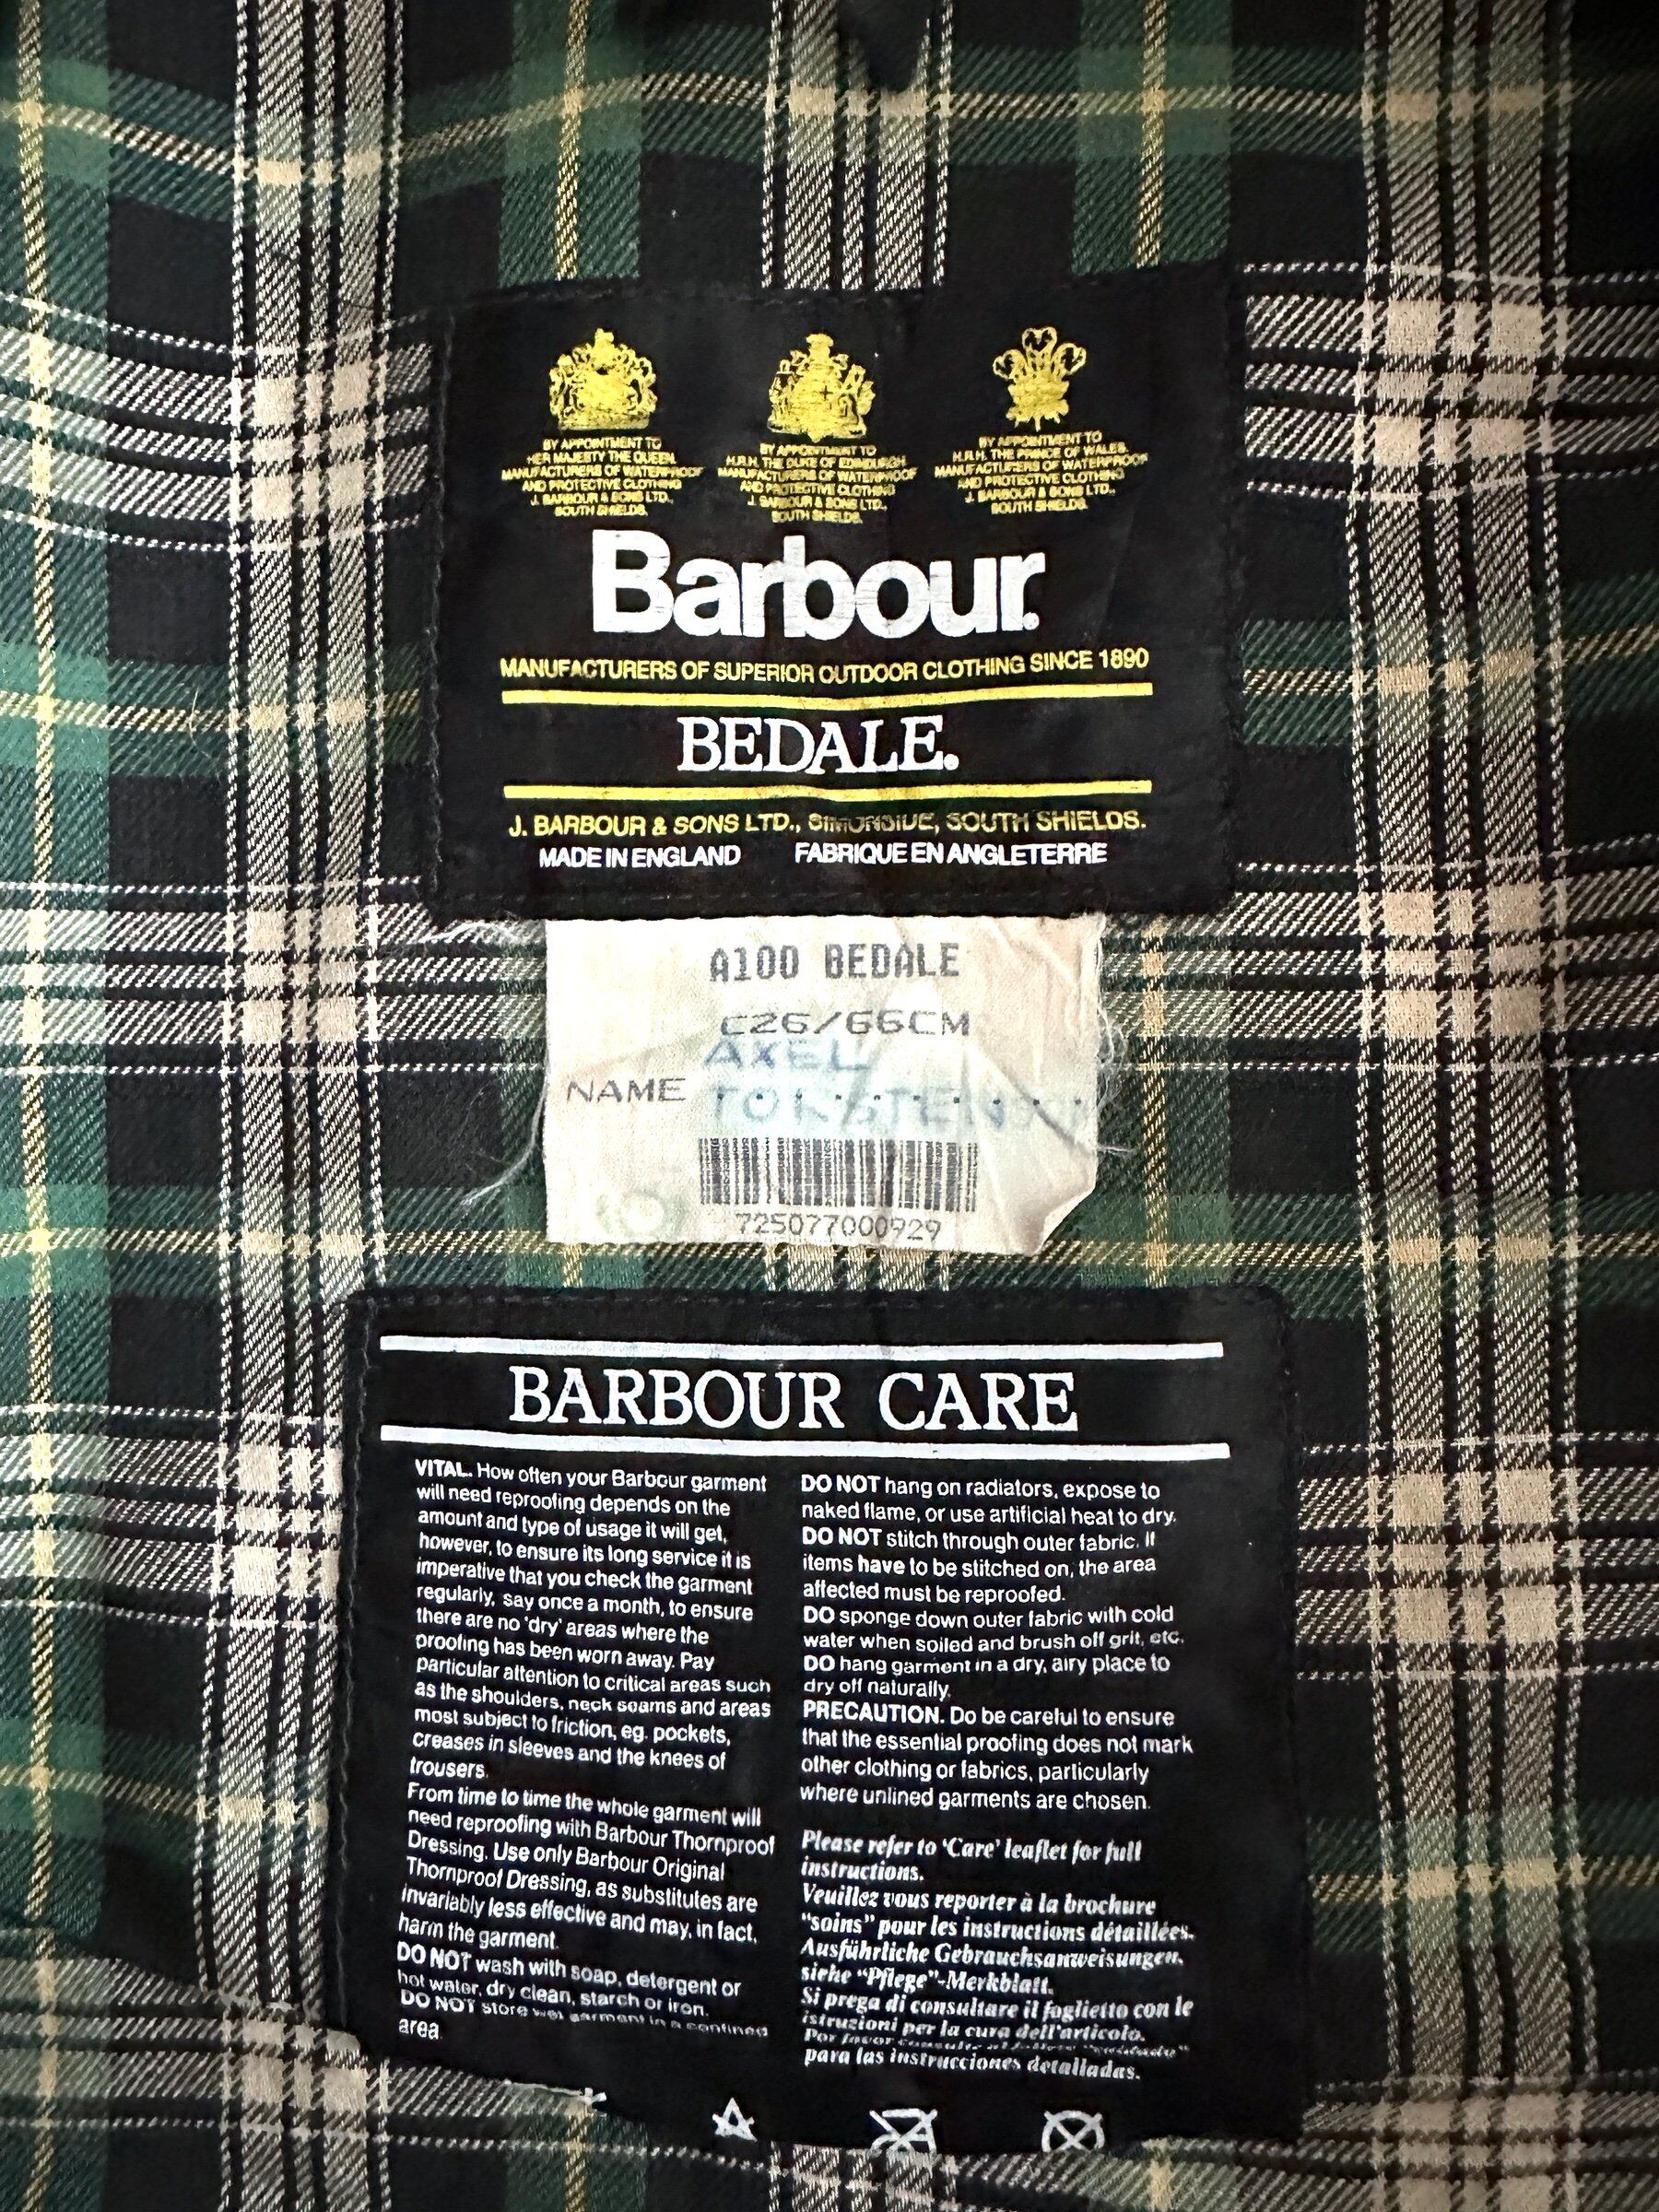 BY APPOINTMENT TO
HER MAJESTY THE QUEEN
MANUFACTURERS OF WATERPROOF
AND PROTECTIVE CLOTHING
J. BARBOUR & SONS LTD.,
SOUTH SHIELDS.
BY APPOINTMENT TO
H.R.H. THE DUKE OF EDINBURGH
MANUFACTURERS OF WATERPROOF
AND PROTECTIVE CLOTHING
J. BARBOUR & SONS LTD.,
SOUTH SHIELDS.
BY APPOINTMENT TO
H.R.H. THE PRINCE OF WALES.
MANUFACTURERS OF WATERPROOF
AND PROTECTIVE CLOTHING
J. BARBOUR & SONS LTD.,
SOUTH SHIELDS.
Barbour.
MANUFACTURERS OF SUPERIOR OUTDOOR CLOTHING SINCE 1890
BEDALE.
J. BARBOUR & SONS LTD., SIMONSIDE, SOUTH SHIELDS.
MADE IN ENGLAND FABRIQUE EN ANGLETERRE
A100 BEDALE
C26/66CM
AXEL
NAME
725077000929
BARBOUR CARE
VITAL. How often your Barbour garment
will need reproofing depends on the
amount and type of usage it will get,
however, to ensure its long service it is
imperative that you check the garment
regularly, say once a month, to ensure
there are no 'dry' areas where the
proofing has been worn away. Pay
particular attention to critical areas such
as the shoulders, neck seams and areas
most subject to friction, eg. pockets,
creases in sleeves and the knees of
trousers.
From time to time the whole garment will
need reproofing with Barbour Thornproof
Dressing. Use only Barbour Original
Thornproof Dressing, as substitutes are
invariably less effective and may, in fact,
harm the garment.
DO NOT wash with soap, detergent or
hot water, dry clean, starch or iron.
DO NOT store wet garment in a confined
area.
DO NOT hang on radiators, expose to
naked flame, or use artificial heat to dry.
DO NOT stitch through outer fabric. If
items have to be stitched on, the area
affected must be reproofed.
DO sponge down outer fabric with cold
water when soiled and brush off grit, etc.
DO hang garment in a dry, airy place to
dry off naturally.
PRECAUTION. Do be careful to ensure
that the essential proofing does not mark
other clothing or fabrics, particularly
where unlined garments are chosen.
Please refer to 'Care' leaflet for full
instructions.
Veuillez vous reporter à la brochure
"soins" pour les instructions détaillées.
Ausführliche Gebrauchsanweisungen,
siehe "Pflege"-Merkblatt.
Si prega di consultare il foglietto con le
istruzioni per la cura dell'articolo.
Por favor consulte el folleto
para las instrucciones detalladas.